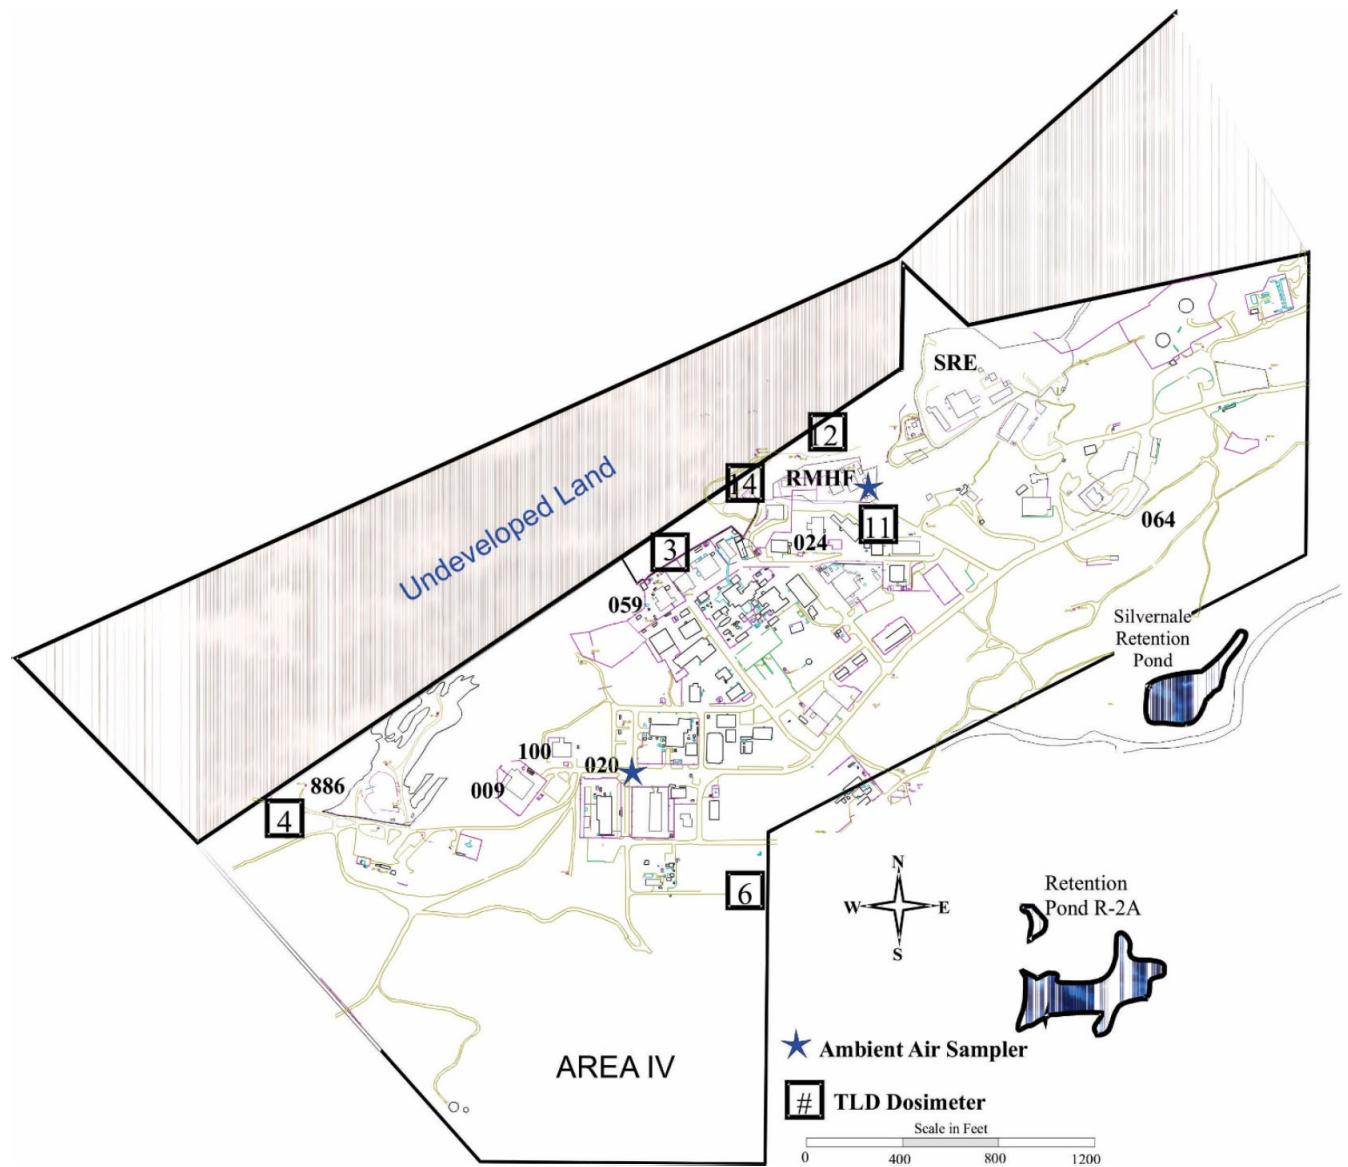 SRE
12
RMHF
14
11
064
024
3
Undeveloped Land
059
Silvernale
Retention
Pond
100
020
886
009
4
6
N
W E
S
Retention
Pond R-2A
Ambient Air Sampler
AREA IV
# TLD Dosimeter
Scale in Feet
0 400 800 1200